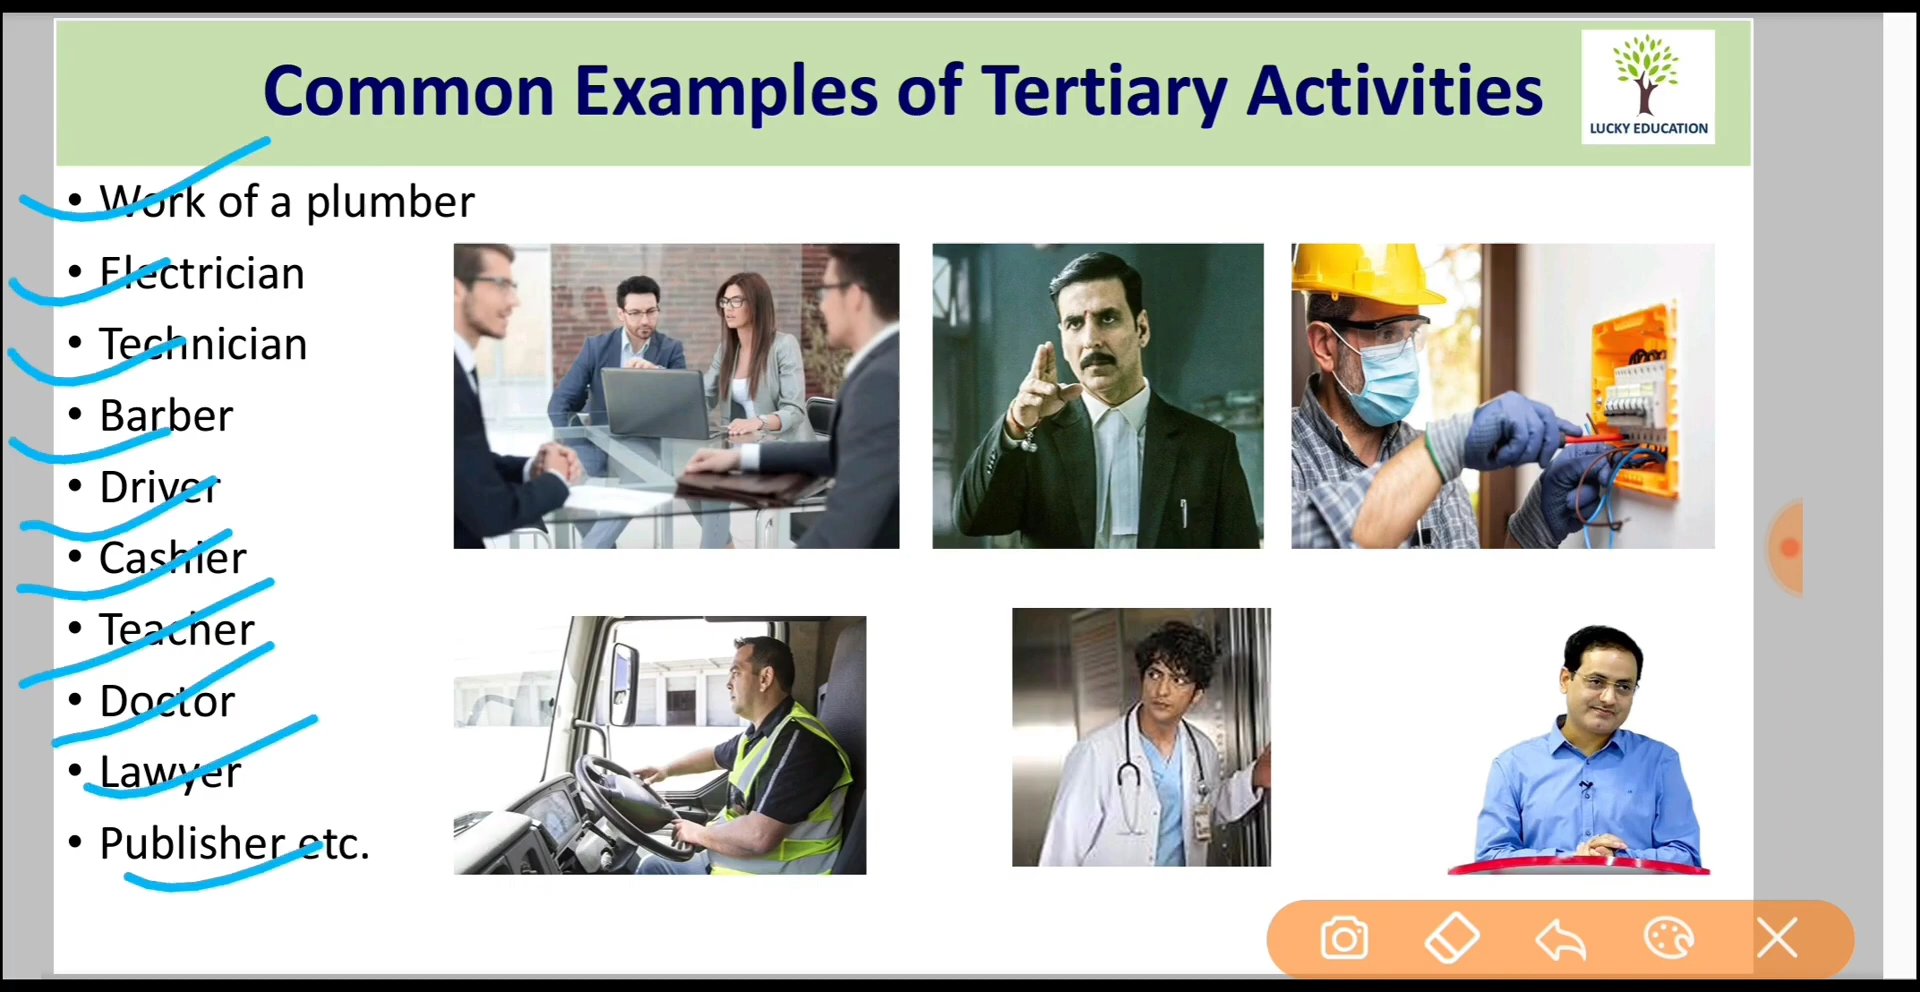 Common Examples of Tertiary Activities
LUCKY EDUCATION
• Work of a plumber
• Electrician
• Technician
• Barber
• Driver
• Cashier
• Teacher
• Doctor
• Lawyer
• Publisher etc.